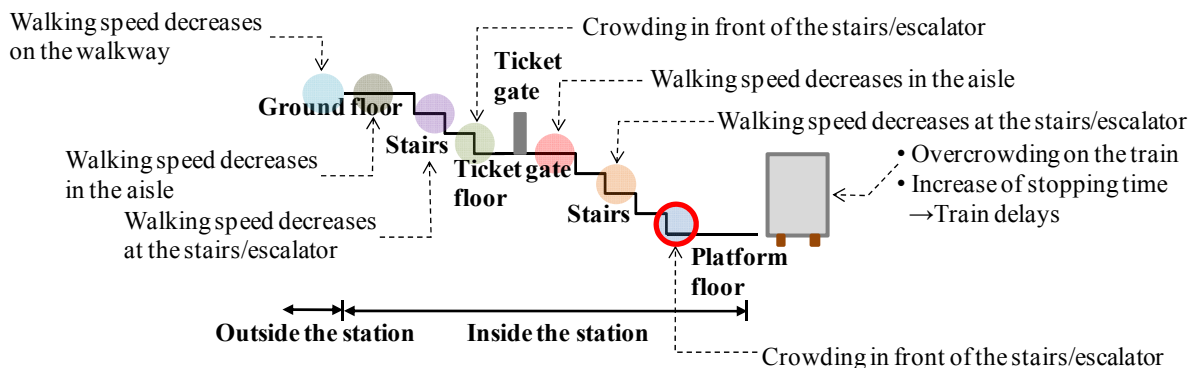 Walking speed decreases
on the walkway
Crowding in front of the stairs/escalator
Ticket
gate
Walking speed decreases in the aisle
Ground floor
Walking speed decreases at the stairs/escalator
Stairs
• Overcrowding on the train
• Increase of stopping time
→Train delays
Walking speed decreases
in the aisle
Ticket gate
floor
Walking speed decreases
at the stairs/escalator
Stairs
Platform
floor
Outside the station
Inside the station
Crowding in front of the stairs/escalator